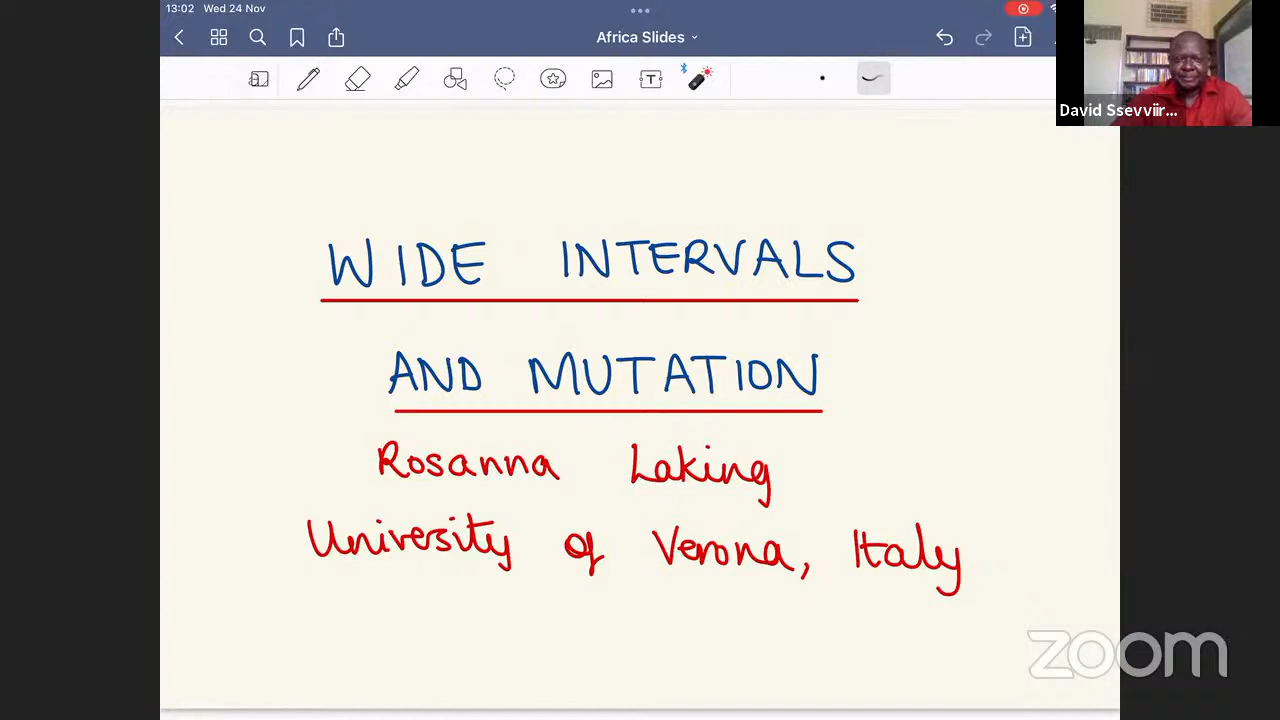 13:02 Wed 24 Nov
Africa Slides
T
David Ssevviir...
WIDE INTERVALS
AND MUTATION
Rosanna Laking
University of Verona, Italy
zoom